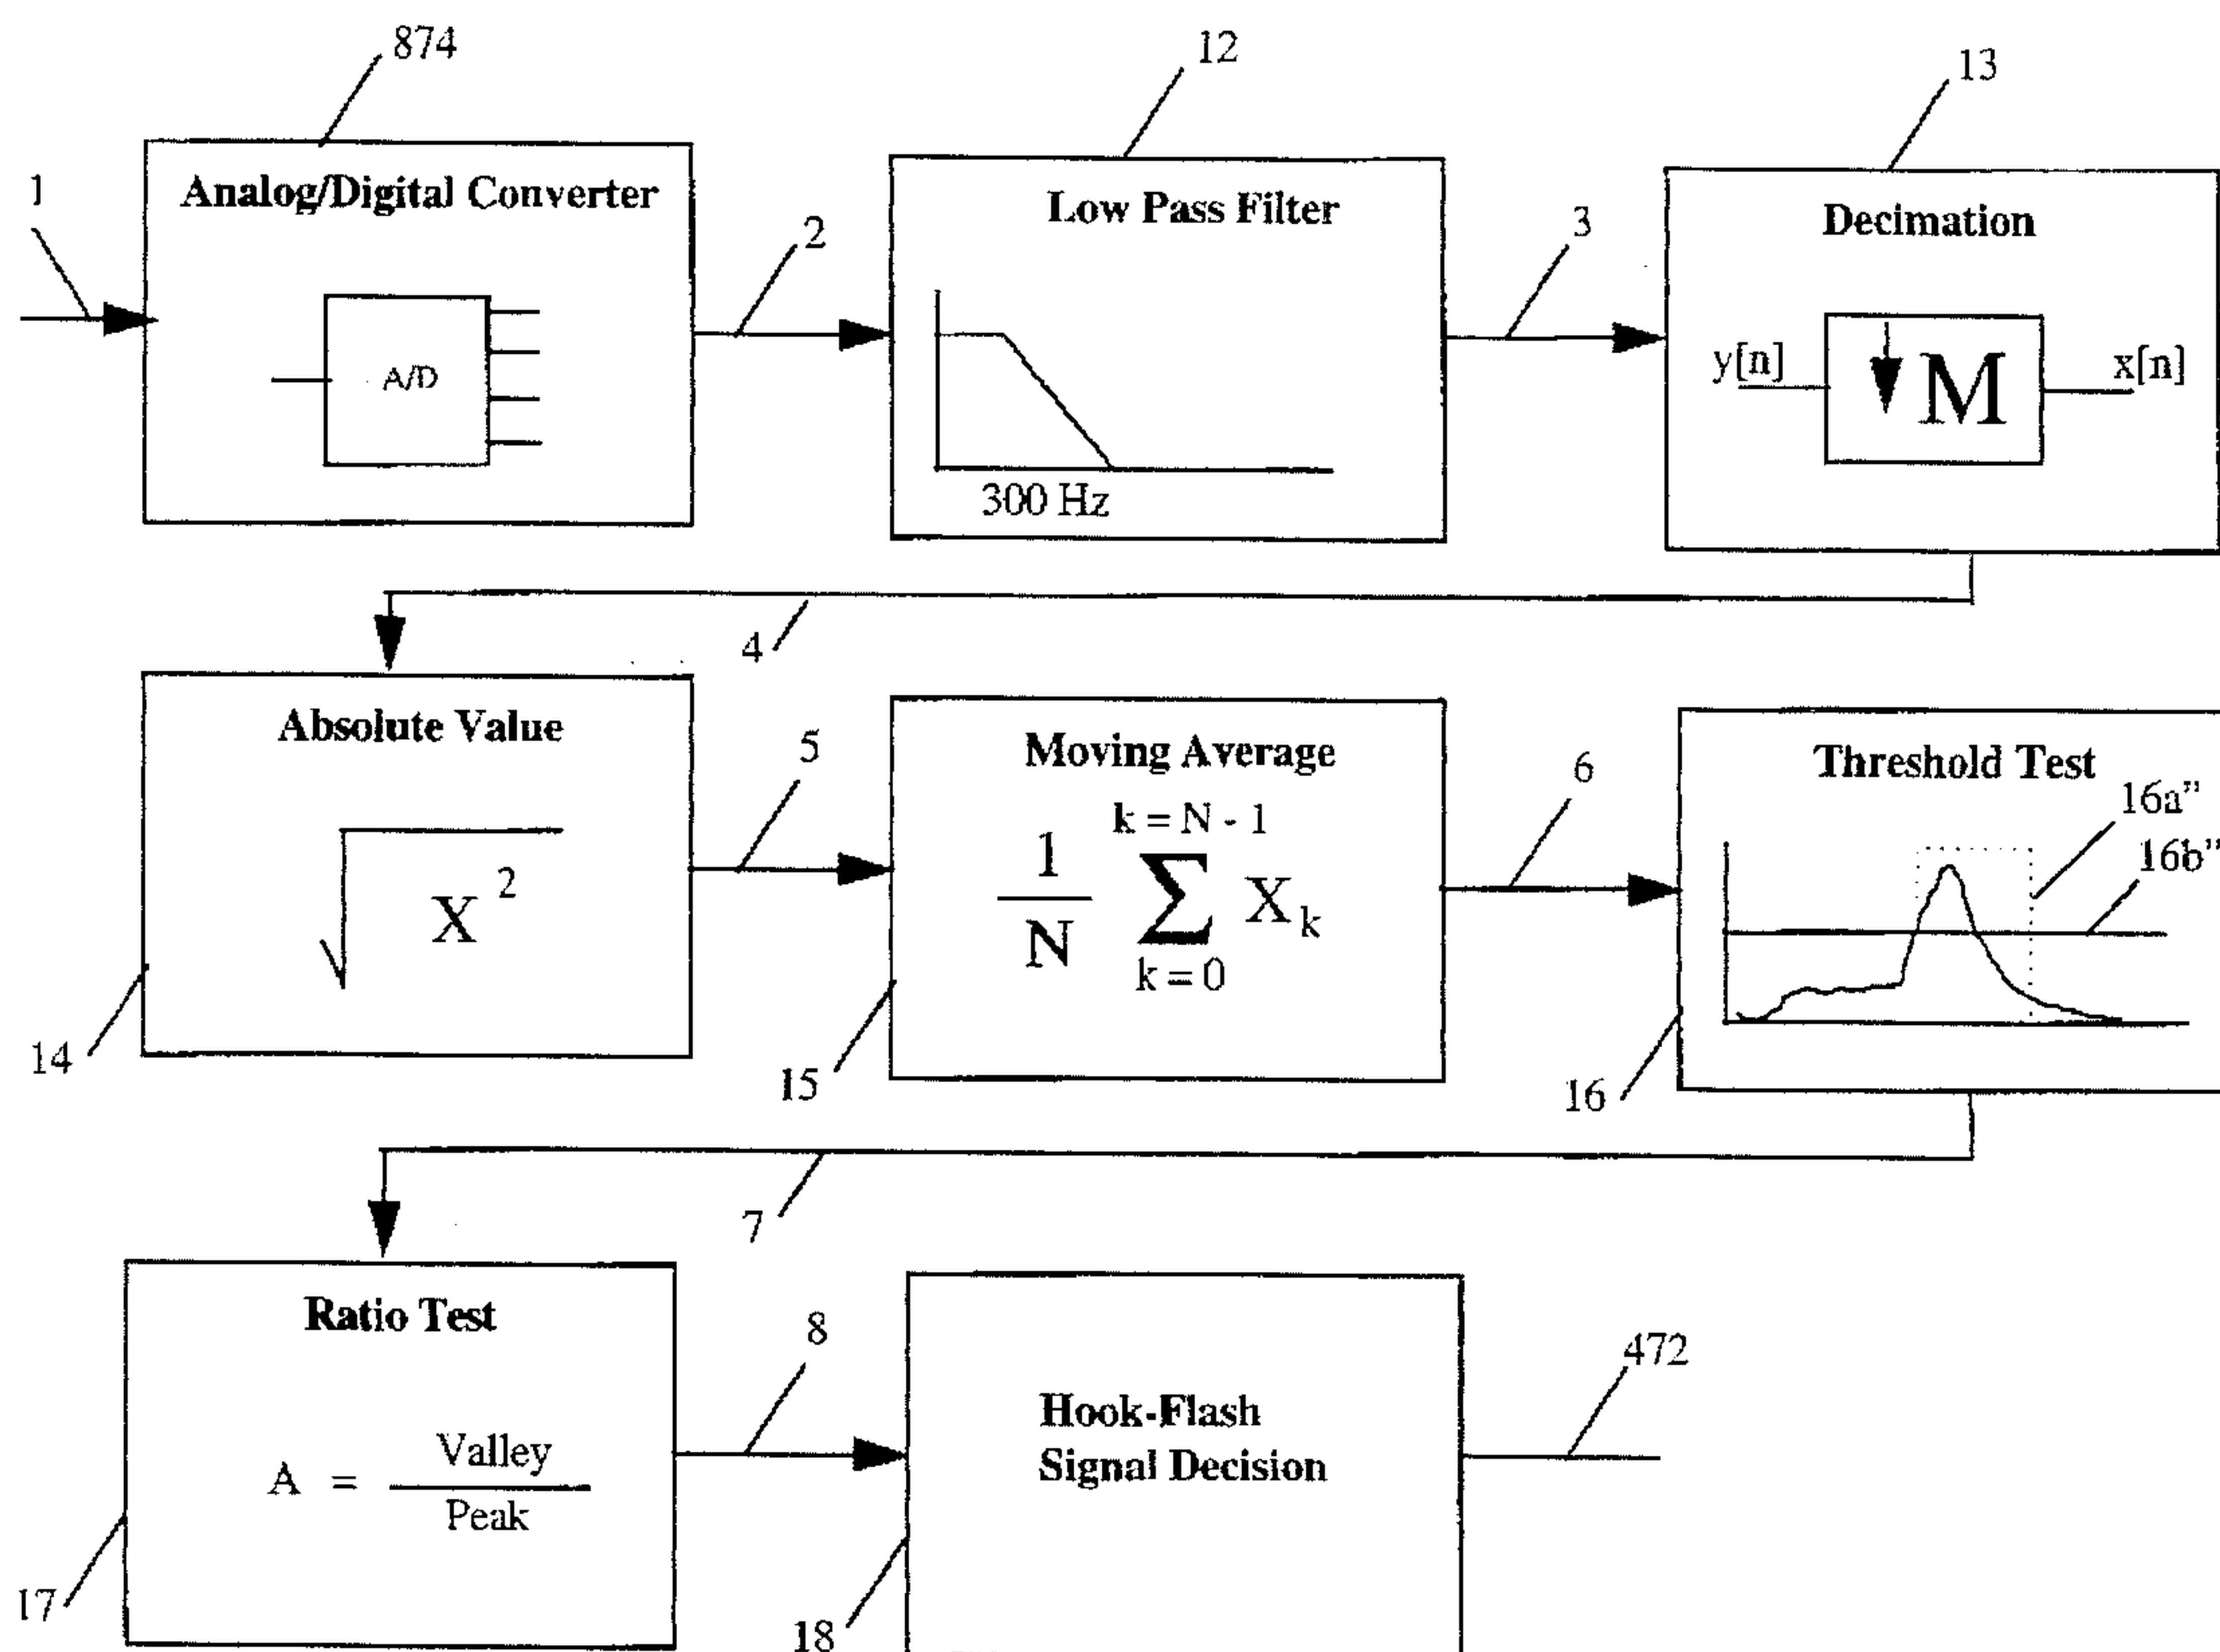 874
12
13
1
Analog/Digital Converter
2
Low Pass Filter
3
Decimation
A/D
y[n]
M
x[n]
300 Hz
4
Absolute Value
5
Moving Average
6
Threshold Test
16a”
16b”
k = N - 1
1
N
∑
X k
k = 0
√ X 2
14
15
16
7
Ratio Test
8
472
Hook-Flash
Signal Decision
A = Valley
Peak
17
18